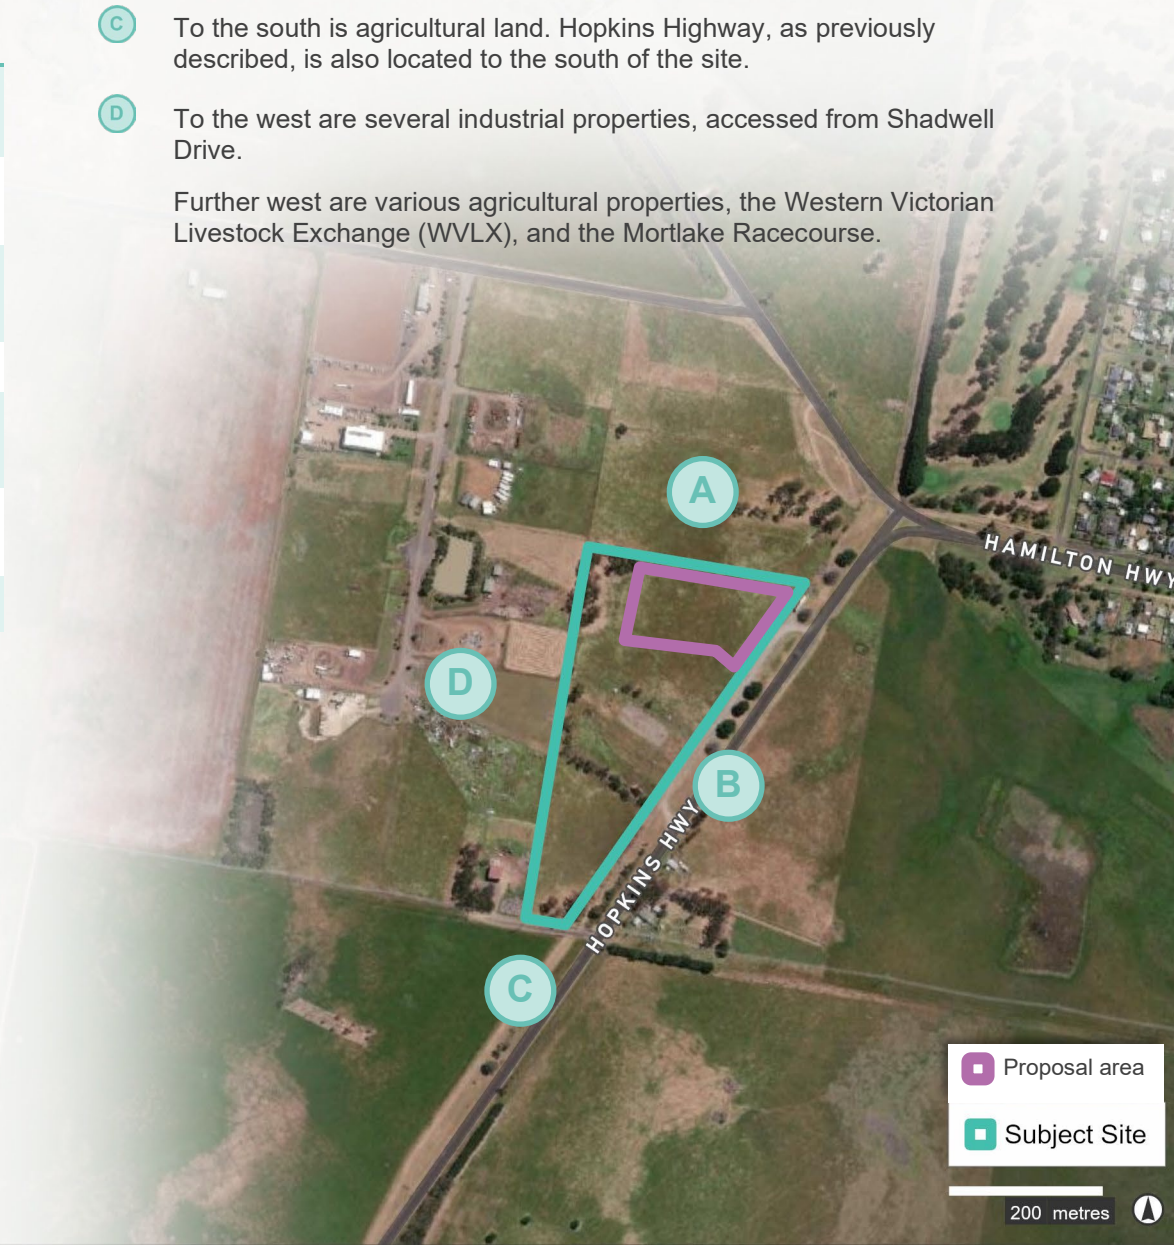 C
To the south is agricultural land. Hopkins Highway, as previously
described, is also located to the south of the site.
D
To the west are several industrial properties, accessed from Shadwell
Drive.
Further west are various agricultural properties, the Western Victorian
Livestock Exchange (WVLX), and the Mortlake Racecourse.
A
HAMILTON HWY
D
B
HOPKINS HWY
C
Proposal area
Subject Site
200 metres